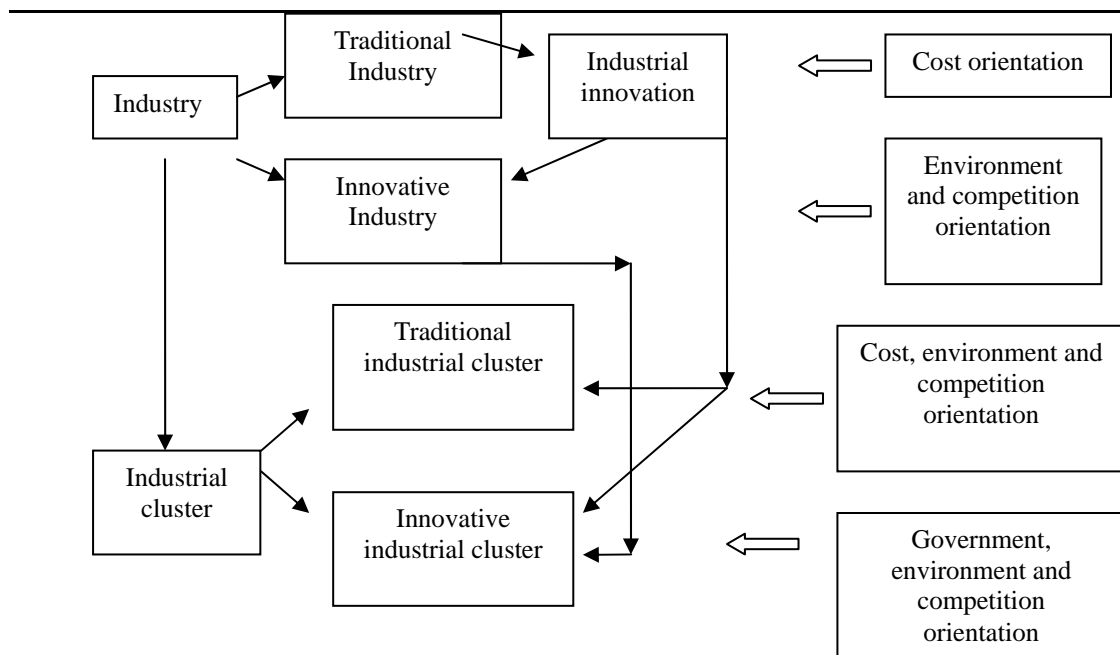 Traditional
Industry
Industrial
innovation
Cost orientation
Industry
Innovative
Industry
Environment
and competition
orientation
Traditional
industrial cluster
Cost, environment and
competition
orientation
Industrial
cluster
Innovative
industrial cluster
Government,
environment and
competition
orientation